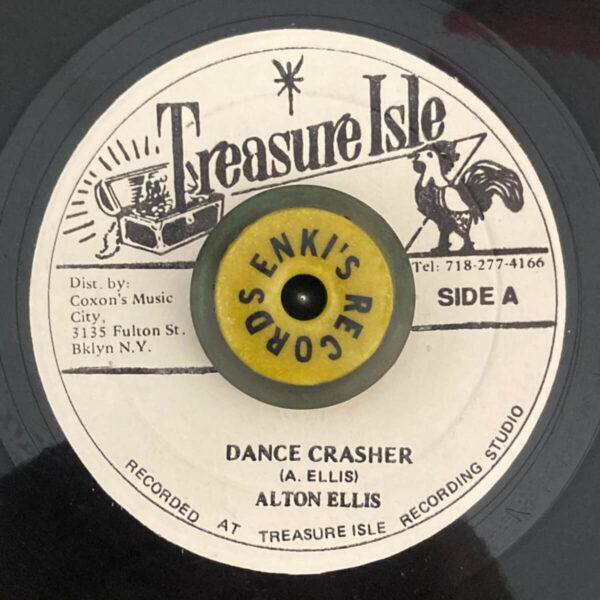 Treasure Isle
Dist. by:
Coxon's Music
City,
3135 Fulton St.
Bklyn N.Y.
ENKI'S RECORDS
Tel: 718-277-4166
SIDE A
DANCE CRASHER
(A. ELLIS)
ALTON ELLIS
RECORDED AT TREASURE ISLE RECORDING STUDIO